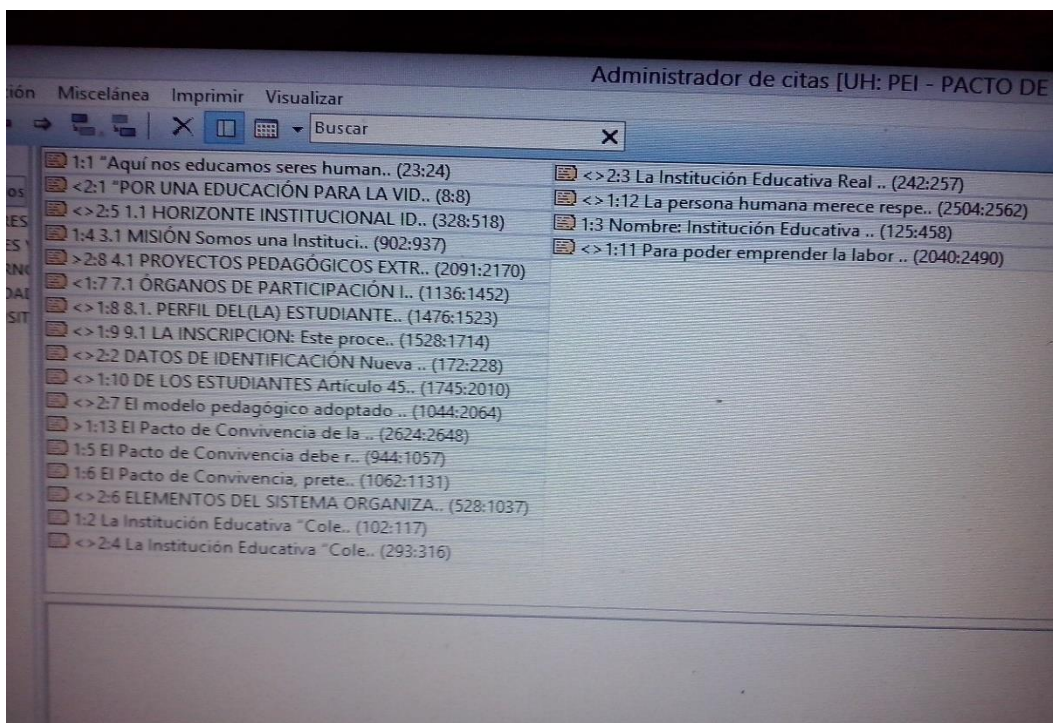 Administrador de citas [UH: PEI - PACTO DE
ión Miscelánea Imprimir Visualizar
Buscar
1:1 "Aquí nos educamos seres human.. (23:24)
<2:1 "POR UNA EDUCACIÓN PARA LA VID.. (8:8)
<>2:5 1.1 HORIZONTE INSTITUCIONAL ID.. (328:518)
1:4 3.1 MISIÓN Somos una Instituci.. (902:937)
>2:8 4.1 PROYECTOS PEDAGÓGICOS EXTR.. (2091:2170)
<1:7 7.1 ÓRGANOS DE PARTICIPACIÓN I.. (1136:1452)
<>1:8 8.1. PERFIL DEL(LA) ESTUDIANTE.. (1476:1523)
<>1:9 9.1 LA INSCRIPCION: Este proce.. (1528:1714)
<>2:2 DATOS DE IDENTIFICACIÓN Nueva .. (172:228)
<>1:10 DE LOS ESTUDIANTES Artículo 45.. (1745:2010)
<>2:7 El modelo pedagógico adoptado .. (1044:2064)
>1:13 El Pacto de Convivencia de la .. (2624:2648)
1:5 El Pacto de Convivencia debe r.. (944:1057)
1:6 El Pacto de Convivencia, prete.. (1062:1131)
<>2:6 ELEMENTOS DEL SISTEMA ORGANIZA.. (528:1037)
1:2 La Institución Educativa "Cole.. (102:117)
<>2:4 La Institución Educativa "Cole.. (293:316)
<>2:3 La Institución Educativa Real .. (242:257)
<>1:12 La persona humana merece respe.. (2504:2562)
1:3 Nombre: Institución Educativa .. (125:458)
<>1:11 Para poder emprender la labor .. (2040:2490)